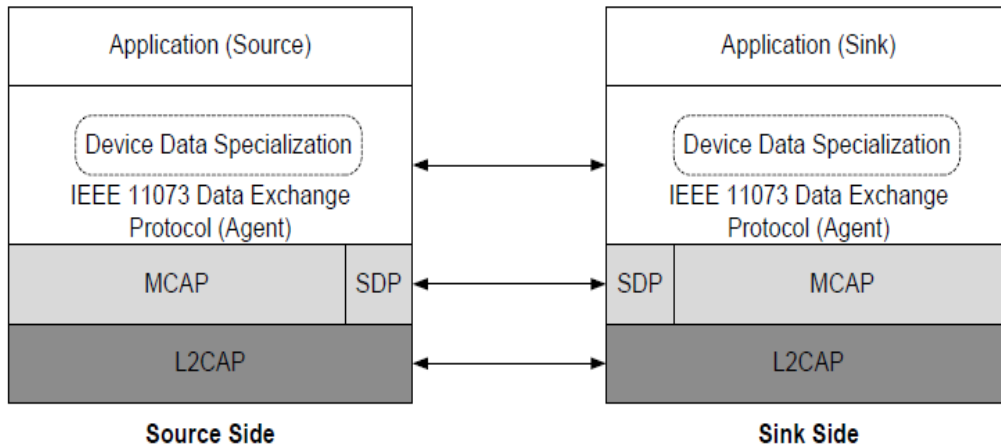 Application (Source)
Device Data Specialization
IEEE 11073 Data Exchange
Protocol (Agent)
MCAP
SDP
L2CAP
Source Side
Application (Sink)
Device Data Specialization
IEEE 11073 Data Exchange
Protocol (Agent)
SDP
MCAP
L2CAP
Sink Side